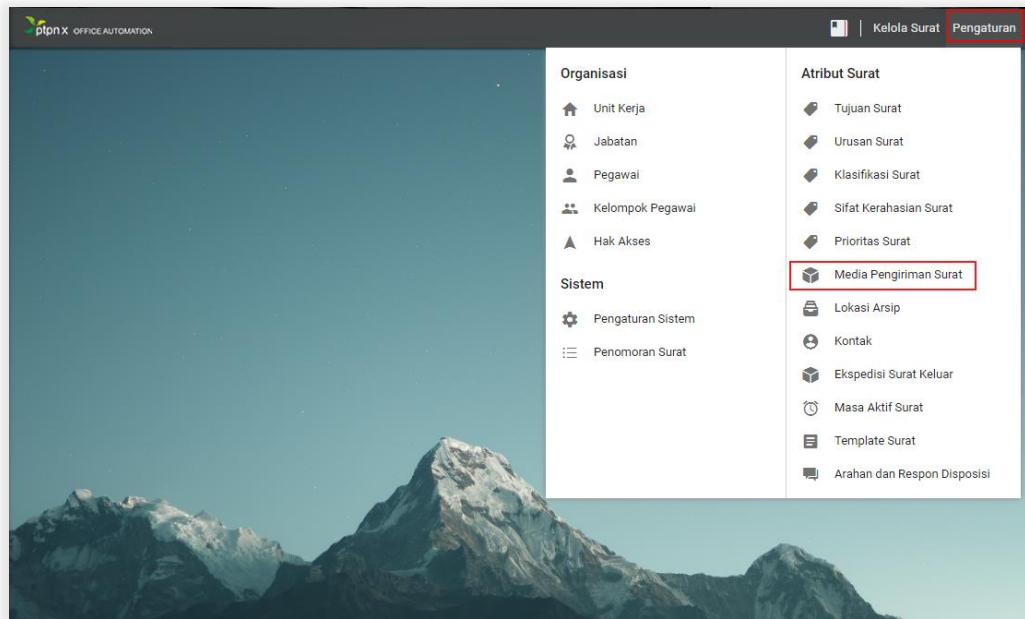 ptpn x OFFICE AUTOMATION
Kelola Surat Pengaturan
Organisasi
Unit Kerja
Jabatan
Pegawai
Kelompok Pegawai
Hak Akses
Sistem
Pengaturan Sistem
Penomoran Surat
Atribut Surat
Tujuan Surat
Urusan Surat
Klasifikasi Surat
Sifat Kerahasian Surat
Prioritas Surat
Media Pengiriman Surat
Lokasi Arsip
Kontak
Ekspedisi Surat Keluar
Masa Aktif Surat
Template Surat
Arahan dan Respon Disposisi